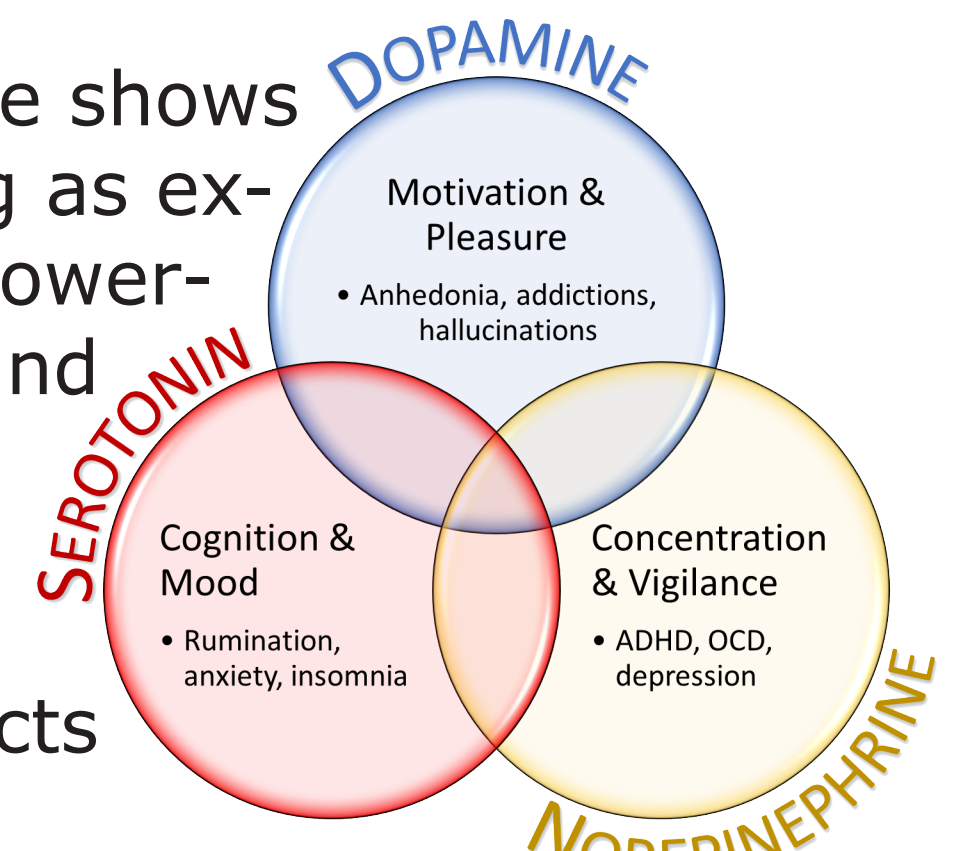 DOPAMINE
e shows
g as ex-
ower-
nd
cts
Motivation &
Pleasure
• Anhedonia, addictions,
hallucinations
SEROTONIN
Cognition &
Mood
• Rumination,
anxiety, insomnia
Concentration
& Vigilance
• ADHD, OCD,
depression
NOREPINEPHRINE